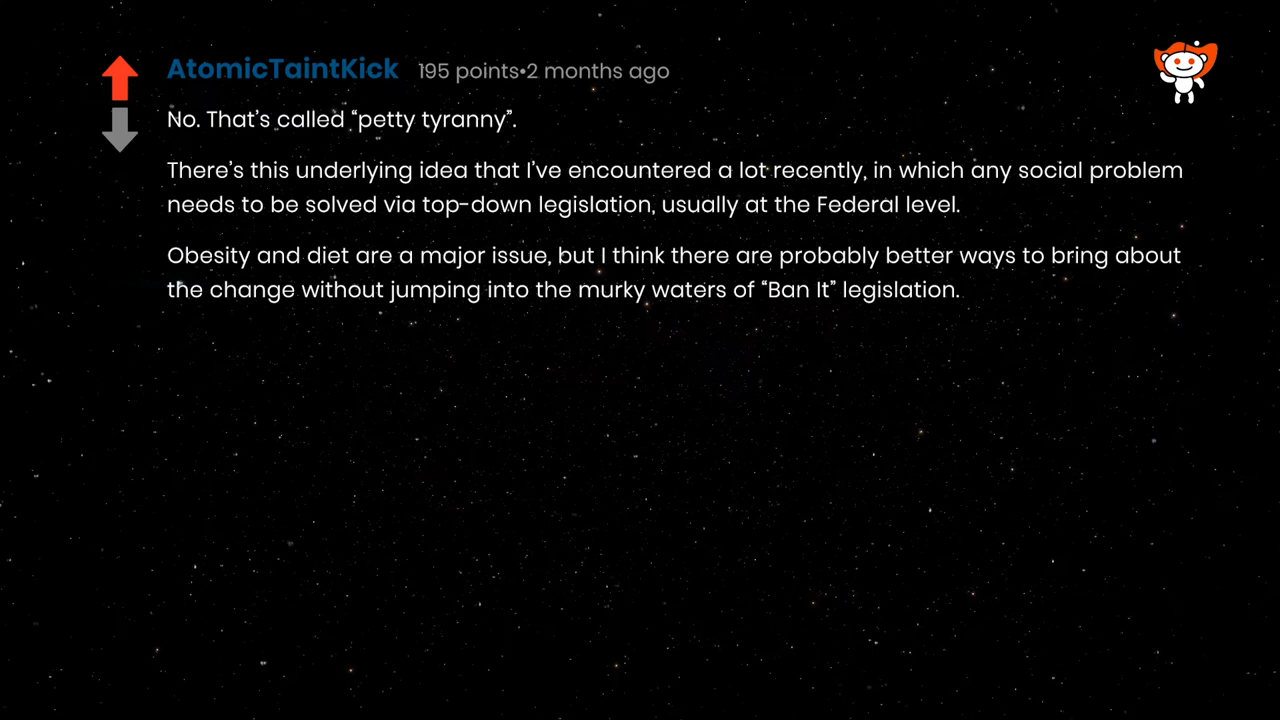 AtomicTaintKick 195 points•2 months ago
No. That’s called “petty tyranny”.
There’s this underlying idea that I’ve encountered a lot recently, in which any social problem
needs to be solved via top-down legislation, usually at the Federal level.
Obesity and diet are a major issue, but I think there are probably better ways to bring about
the change without jumping into the murky waters of “Ban It” legislation.